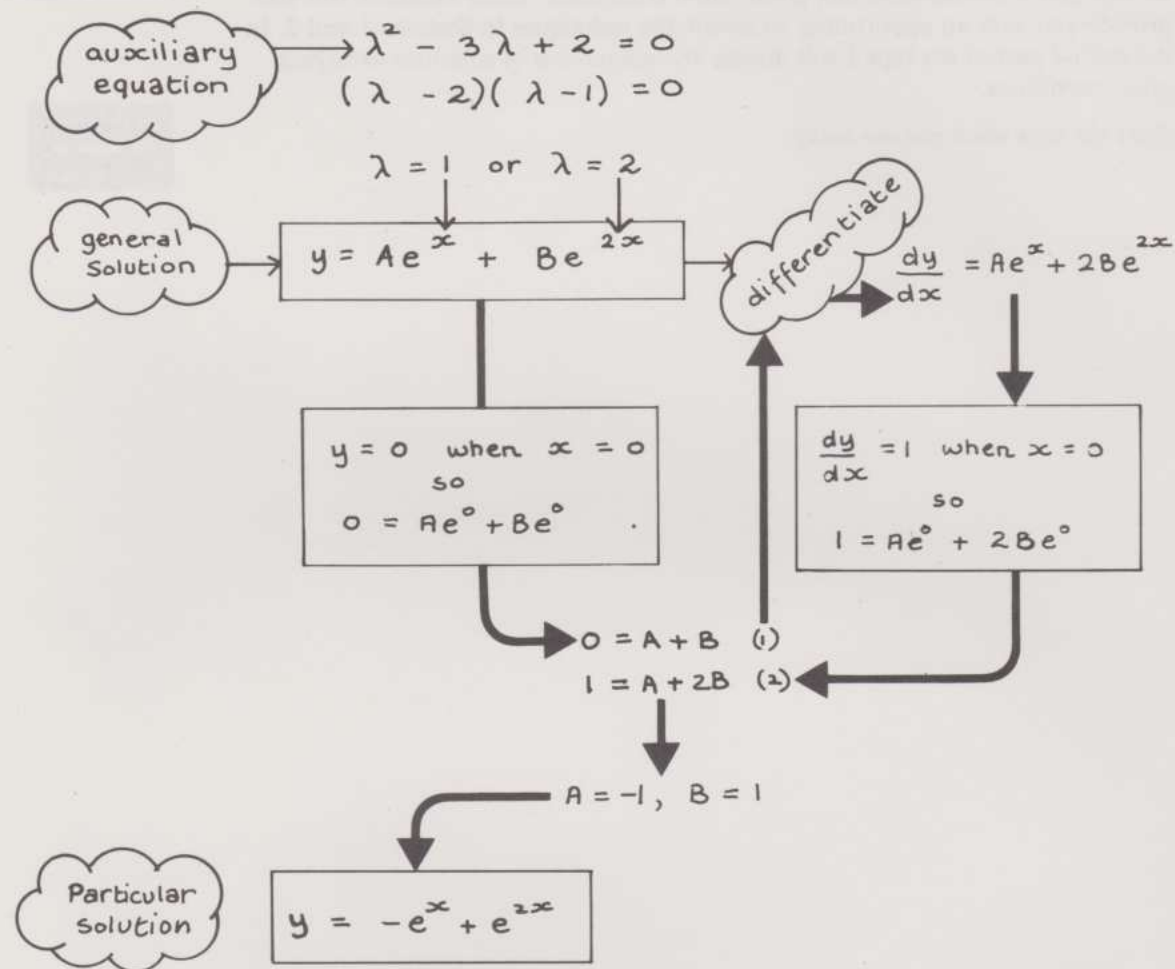 auxiliary
equation
λ² - 3λ + 2 = 0
(λ - 2)(λ - 1) = 0
λ = 1 or λ = 2
general
solution
y = Ae^x + Be^2x
differentiate
dy/dx = Ae^x + 2Be^2x
y = 0 when x = 0
so
0 = Ae^0 + Be^0 .
dy/dx = 1 when x = 0
so
1 = Ae^0 + 2Be^0
0 = A + B (1)
1 = A + 2B (2)
A = -1, B = 1
Particular
solution
y = -e^x + e^2x